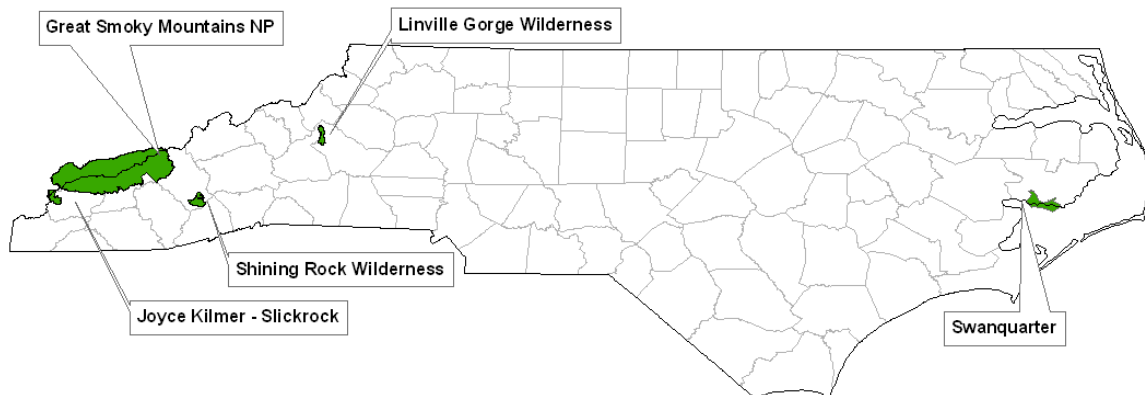 Great Smoky Mountains NP
Linville Gorge Wilderness
Shining Rock Wilderness
Joyce Kilmer - Slickrock
Swanquarter